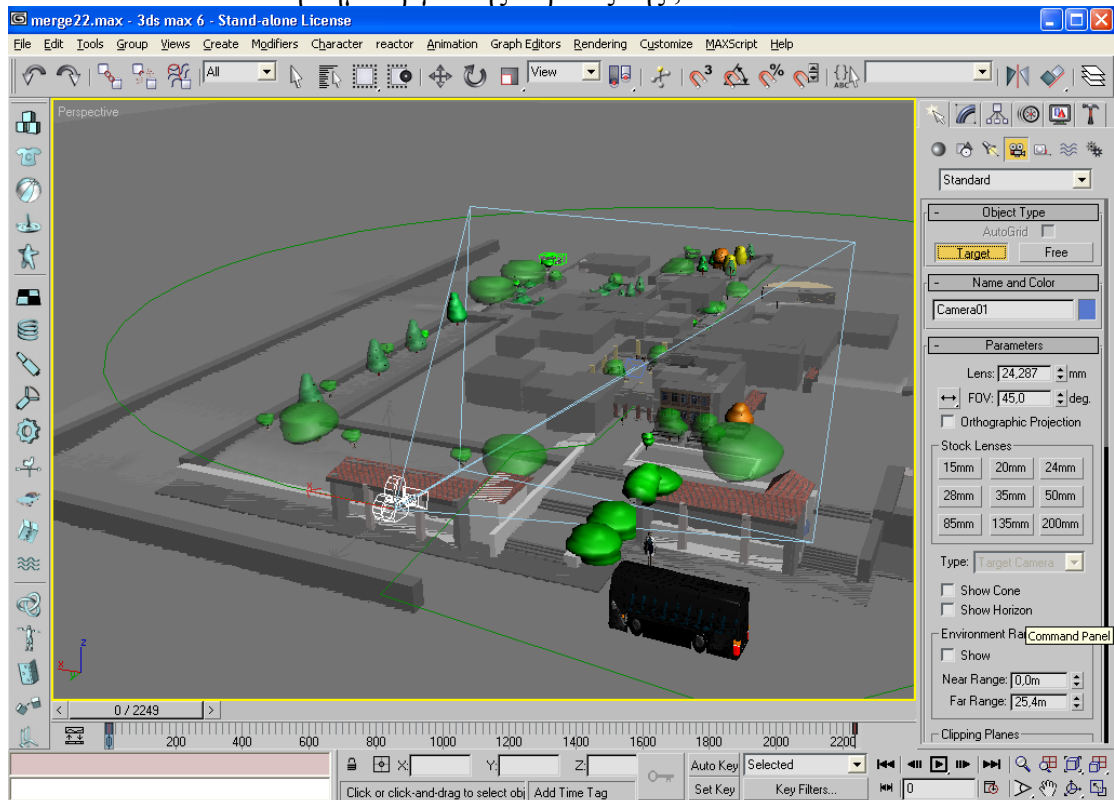 merge22.max - 3ds max 6 - Stand-alone License
File Edit Tools Group Views Create Modifiers Character reactor Animation Graph Editors Rendering Customize MAXScript Help
All
View
Perspective
Standard
- Object Type
AutoGrid
Target Free
- Name and Color
Camera01
- Parameters
Lens: 24,287 mm
FOV: 45,0 deg.
Orthographic Projection
Stock Lenses
15mm 20mm 24mm
28mm 35mm 50mm
85mm 135mm 200mm
Type: Target Camera
Show Cone
Show Horizon
Environment Ra
Command Panel
Show
Near Range: 0,0m
Far Range: 25,4m
Clipping Planes
z
x
y
x
< 0 / 2249 >
0 200 400 600 800 1000 1200 1400 1600 1800 2000 2200
X: Y: Z: Auto Key Selected
Click or click-and-drag to select obj Add Time Tag Set Key Key Filters... 0